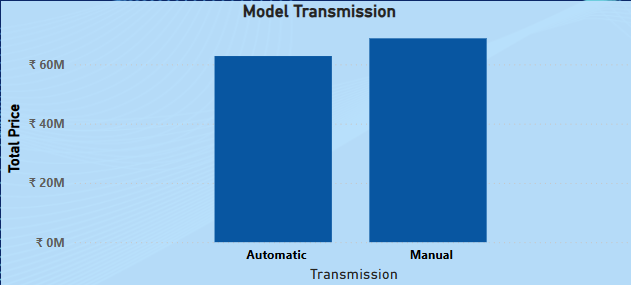 Model Transmission
₹ 60M
₹ 40M
₹ 20M
₹ 0M
Total Price
Automatic
Manual
Transmission